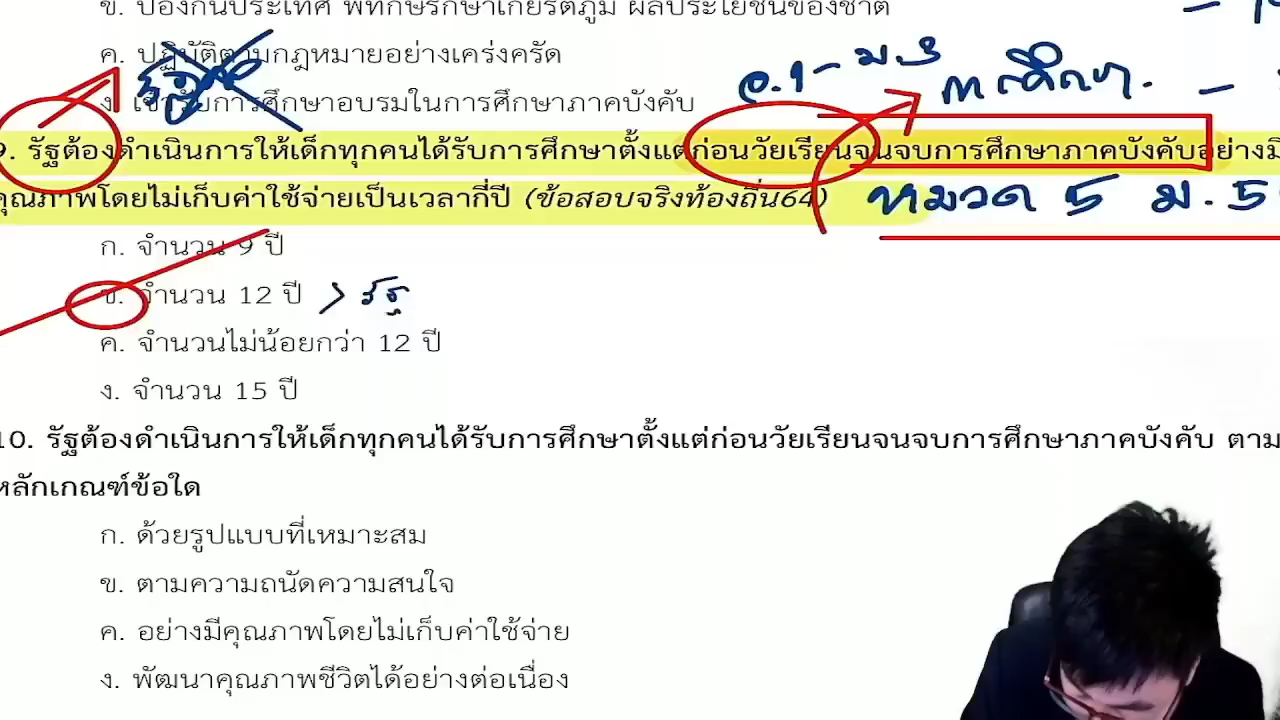 ข. ป้องกันประเทศ พิทักษ์รักษาเกียรติภูมิ ผลประโยชน์ของชาติ
ค. ปฏิบัติตามกฎหมายอย่างเคร่งครัด
ง. เข้ารับการศึกษาอบรมในการศึกษาภาคบังคับ
อ.1 - ม.3
9. รัฐต้องดำเนินการให้เด็กทุกคนได้รับการศึกษาตั้งแต่ก่อนวัยเรียนจนจบการศึกษาภาคบังคับอย่างมี
คุณภาพโดยไม่เก็บค่าใช้จ่ายเป็นเวลากี่ปี (ข้อสอบจริงท้องถิ่น64)
หมวด 5 ม.5
ก. จำนวน 9 ปี
ข. จำนวน 12 ปี > รัฐ
ค. จำนวนไม่น้อยกว่า 12 ปี
ง. จำนวน 15 ปี
10. รัฐต้องดำเนินการให้เด็กทุกคนได้รับการศึกษาตั้งแต่ก่อนวัยเรียนจนจบการศึกษาภาคบังคับ ตาม
หลักเกณฑ์ข้อใด
ก. ด้วยรูปแบบที่เหมาะสม
ข. ตามความถนัดความสนใจ
ค. อย่างมีคุณภาพโดยไม่เก็บค่าใช้จ่าย
ง. พัฒนาคุณภาพชีวิตได้อย่างต่อเนื่อง